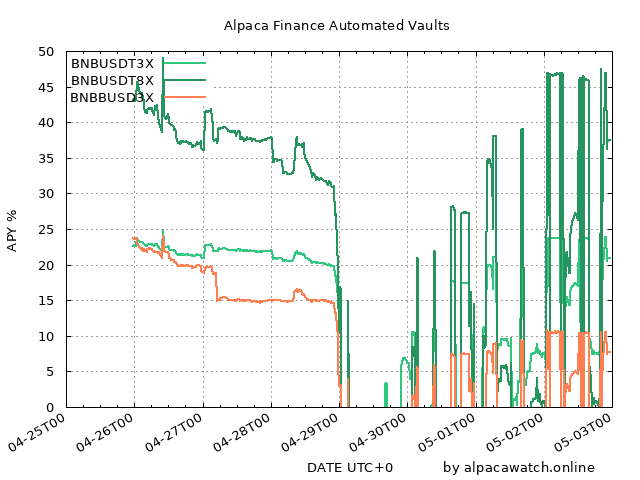 Alpaca Finance Automated Vaults
50
45
40
35
30
25
20
15
10
5
0
APY %
BNBUSDT3X
BNBUSDT8X
BNBBUSD3X
04-25T00
04-26T00
04-27T00
04-28T00
04-29T00
04-30T00
05-01T00
05-02T00
05-03T00
DATE UTC+0
by alpacawatch.online